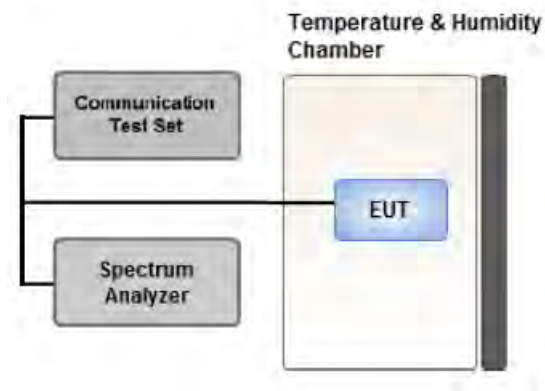 Temperature & Humidity
Chamber
Communication
Test Set
EUT
Spectrum
Analyzer